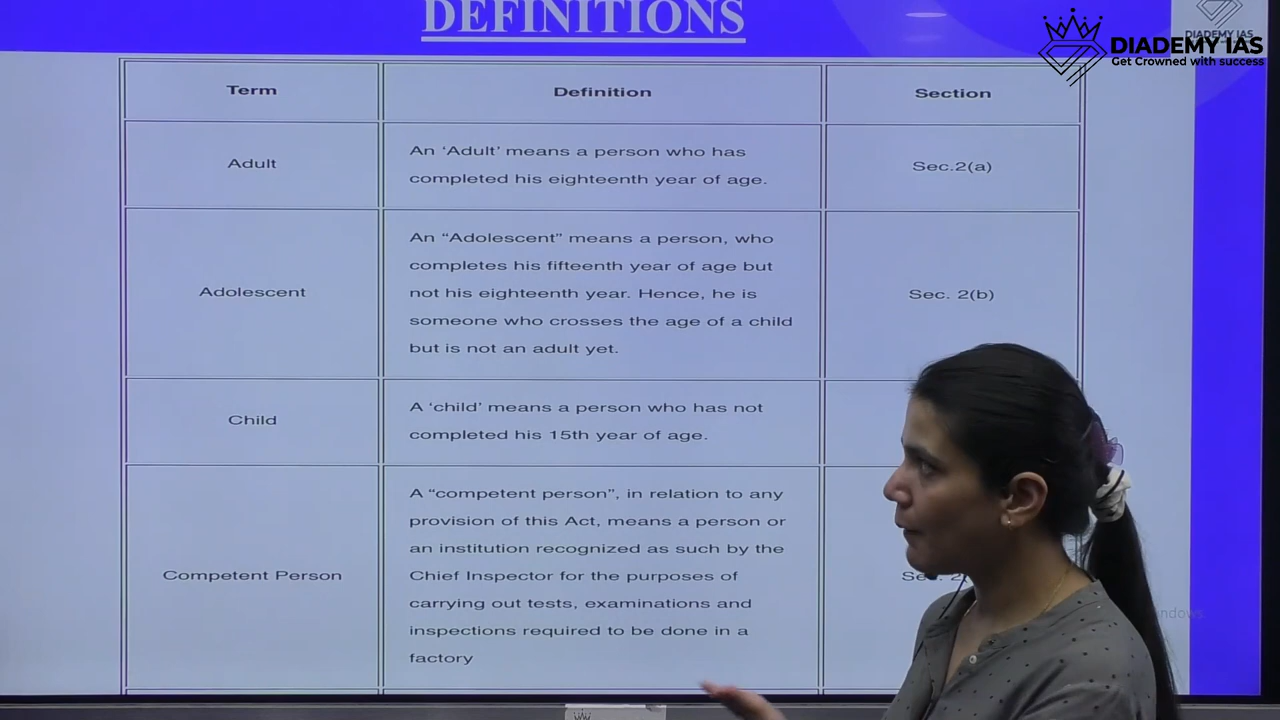 DEFINITIONS
DIADEMY IAS
DIADEMY IAS
Get Crowned with success
Term
Definition
Section
Adult
An ‘Adult’ means a person who has
completed his eighteenth year of age.
Sec.2(a)
Adolescent
An “Adolescent” means a person, who
completes his fifteenth year of age but
not his eighteenth year. Hence, he is
someone who crosses the age of a child
but is not an adult yet.
Sec. 2(b)
Child
A ‘child’ means a person who has not
completed his 15th year of age.
Competent Person
A “competent person”, in relation to any
provision of this Act, means a person or
an institution recognized as such by the
Chief Inspector for the purposes of
carrying out tests, examinations and
inspections required to be done in a
factory